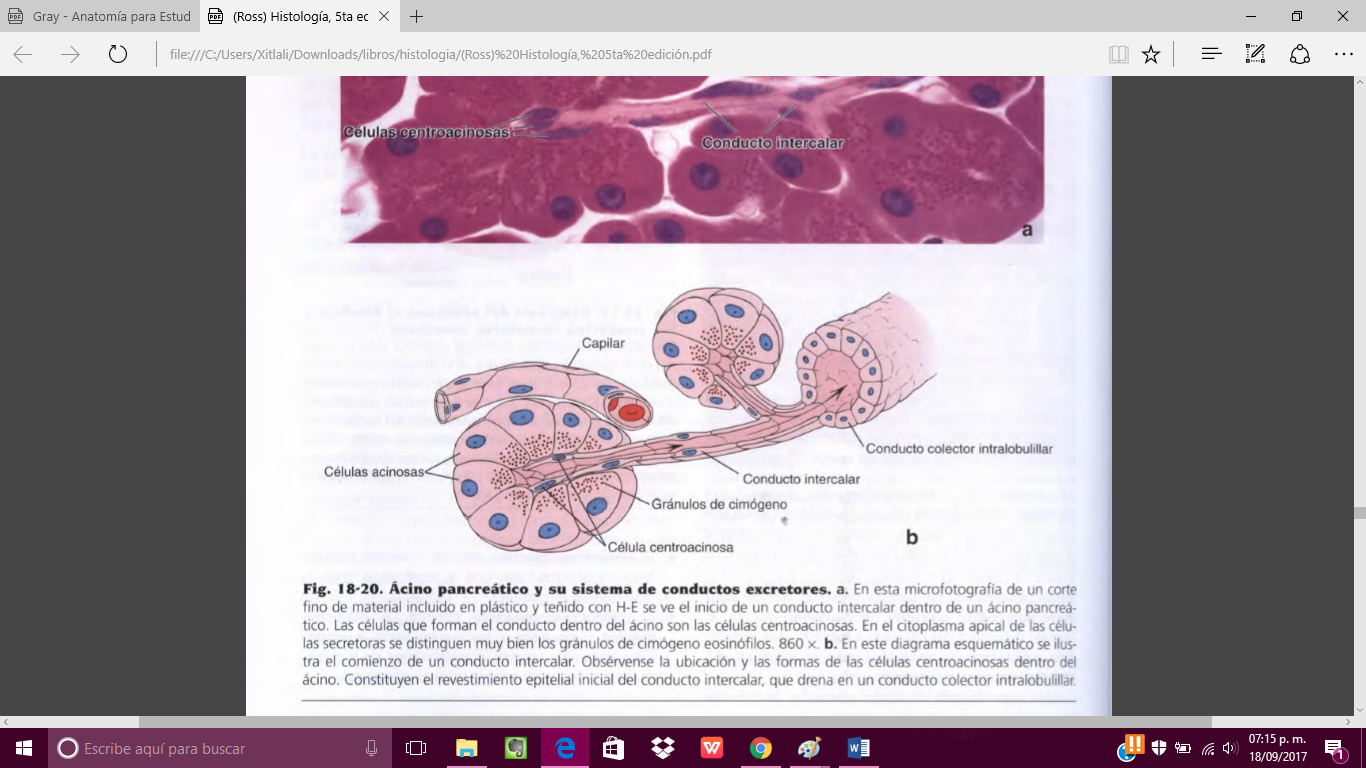 Gray - Anatomía para Estud
(Ross) Histología, 5ta ec
file:///C:/Users/Xitlali/Downloads/libros/histologia/(Ross)%20Histología,%205ta%20edición.pdf
Células centroacinosas
Conducto intercalar
a
Capilar
Conducto colector intralobulillar
Células acinosas
Conducto intercalar
Gránulos de cimógeno
b
Célula centroacinosa
Fig. 18-20. Ácino pancreático y su sistema de conductos excretores. a. En esta microfotografía de un corte
fino de material incluido en plástico y teñido con H-E se ve el inicio de un conducto intercalar dentro de un ácino pancreá-
tico. Las células que forman el conducto dentro del ácino son las células centroacinosas. En el citoplasma apical de las célu-
las secretoras se distinguen muy bien los gránulos de cimógeno eosinófilos. 860 ×. b. En este diagrama esquemático se ilus-
tra el comienzo de un conducto intercalar. Obsérvense la ubicación y las formas de las células centroacinosas dentro del
ácino. Constituyen el revestimiento epitelial inicial del conducto intercalar, que drena en un conducto colector intralobulillar.
Escribe aquí para buscar
07:15 p. m.
18/09/2017